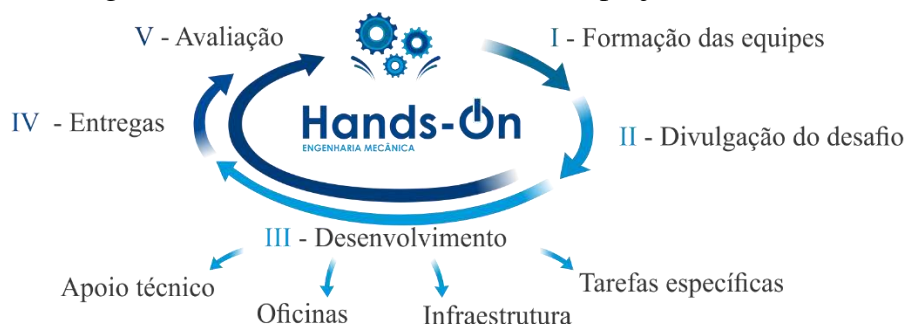 V - Avaliação
I - Formação das equipes
IV - Entregas
Hands-On
ENGENHARIA MECÂNICA
II - Divulgação do desafio
III - Desenvolvimento
Apoio técnico
Oficinas
Infraestrutura
Tarefas específicas